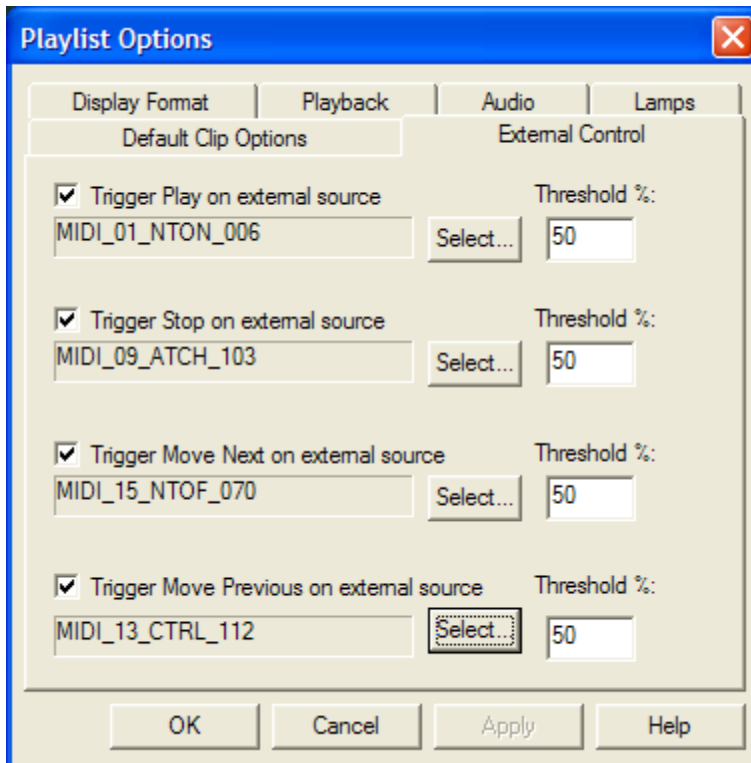 Playlist Options
Display Format Playback Audio Lamps
Default Clip Options External Control
Trigger Play on external source Threshold %:
MIDI_01_NTON_006 Select... 50
Trigger Stop on external source Threshold %:
MIDI_09_ATCH_103 Select... 50
Trigger Move Next on external source Threshold %:
MIDI_15_NTOF_070 Select... 50
Trigger Move Previous on external source Threshold %:
MIDI_13_CTRL_112 Select... 50
OK Cancel Apply Help